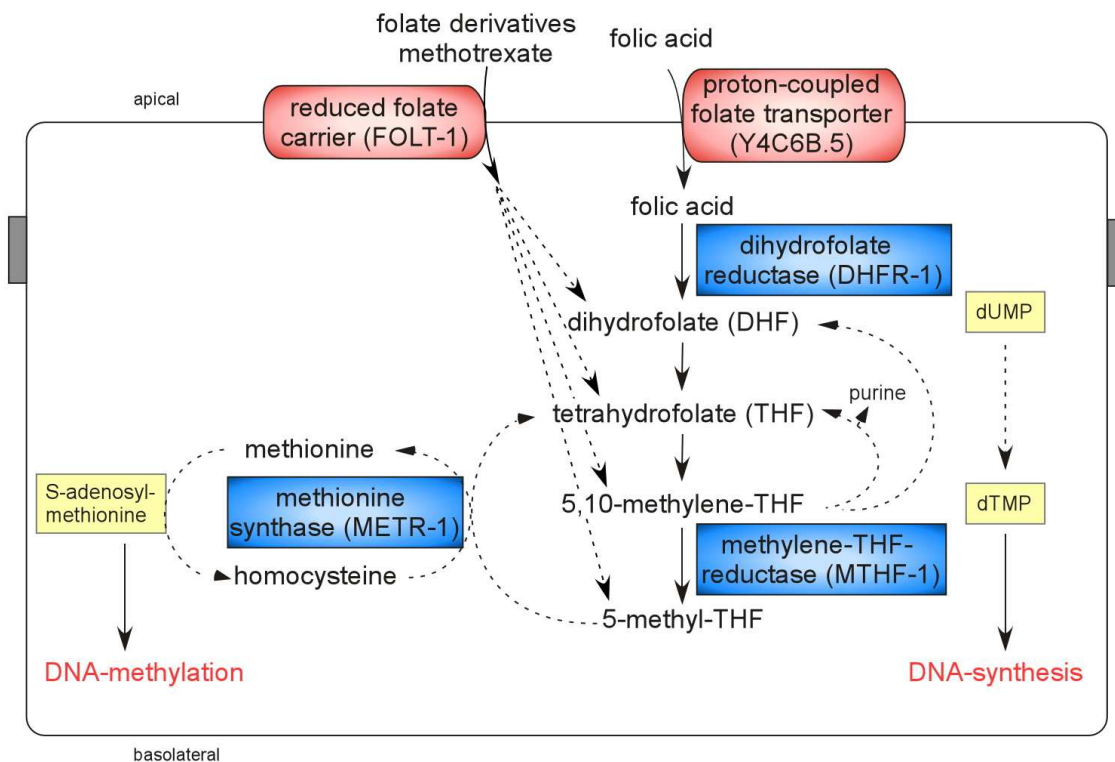 folate derivatives
methotrexate
folic acid
apical
reduced folate
carrier (FOLT-1)
proton-coupled
folate transporter
(Y4C6B.5)
folic acid
dihydrofolate
reductase (DHFR-1)
dihydrofolate (DHF)
dUMP
purine
tetrahydrofolate (THF)
methionine
S-adenosyl-
methionine
methionine
synthase (METR-1)
5,10-methylene-THF
dTMP
methylene-THF-
reductase (MTHF-1)
homocysteine
5-methyl-THF
DNA-methylation
DNA-synthesis
basolateral